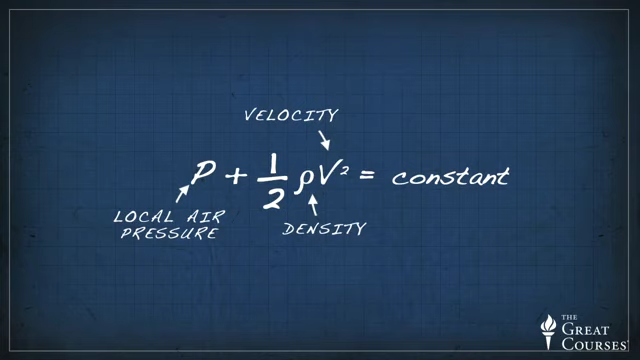 VELOCITY
P + 1/2 ρV² = constant
LOCAL AIR
PRESSURE
DENSITY
THE
GREAT
COURSES